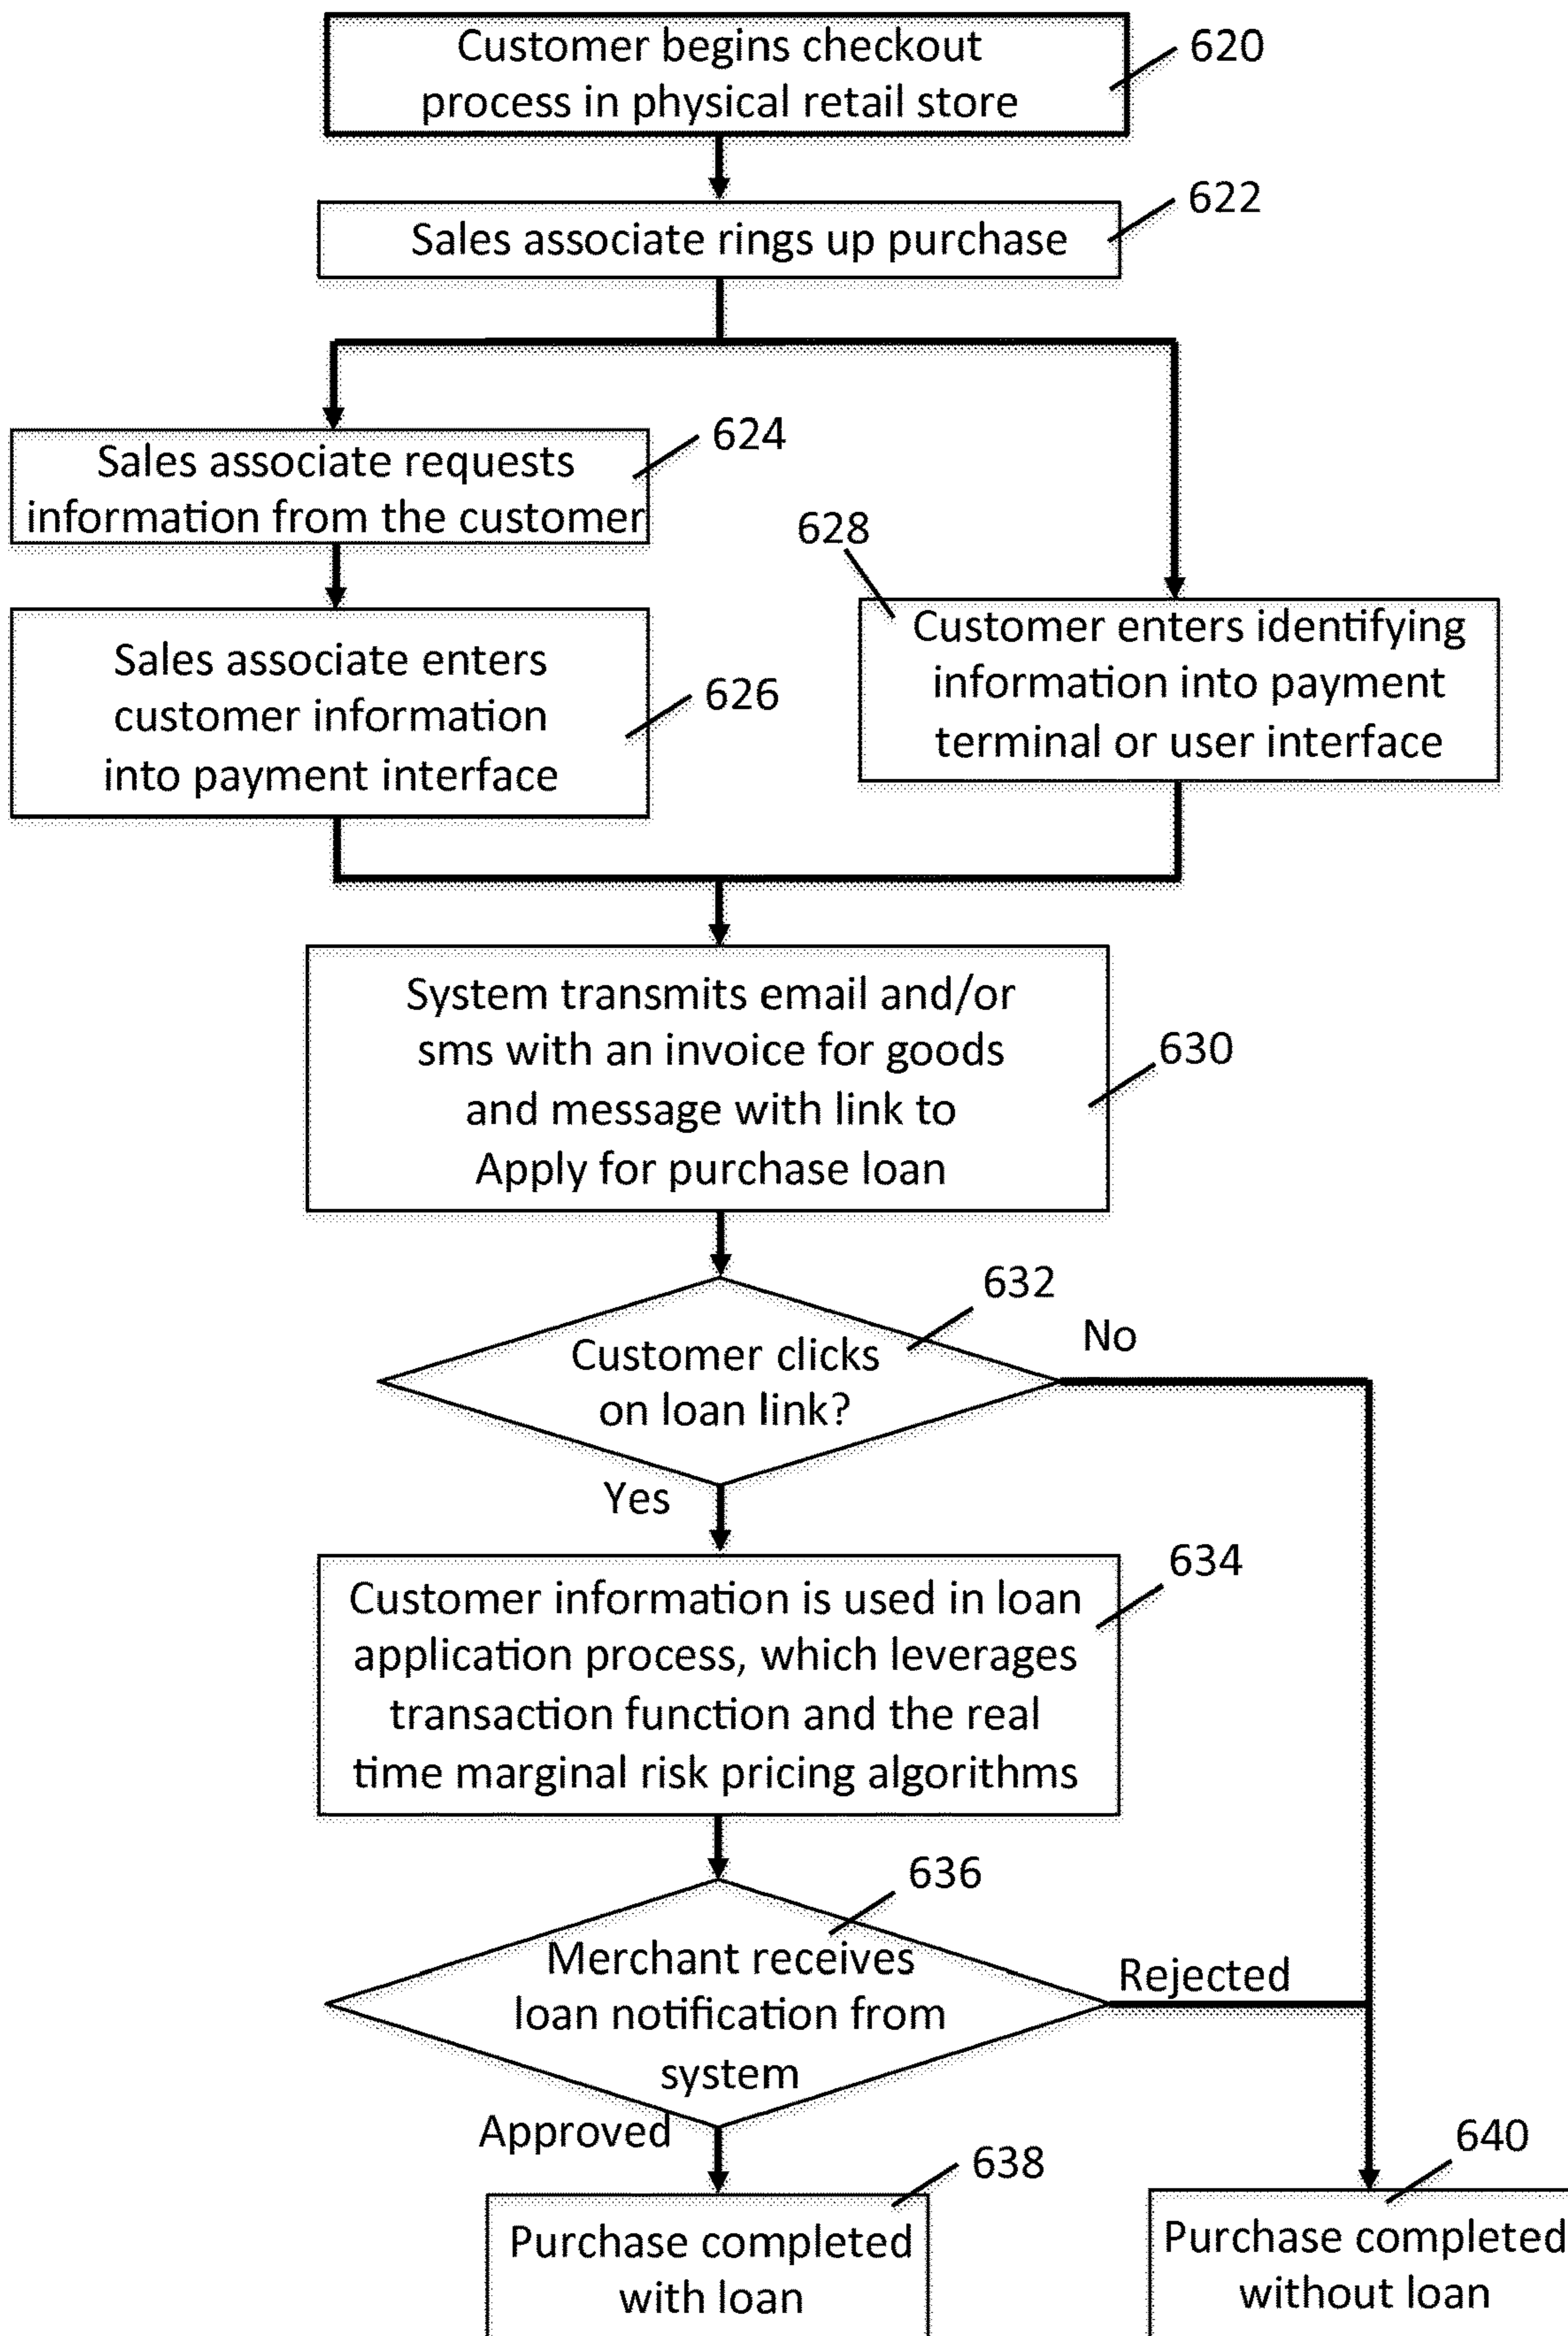 Customer begins checkout
process in physical retail store
620
Sales associate rings up purchase
622
Sales associate requests
information from the customer
624
Sales associate enters
customer information
into payment interface
626
628
Customer enters identifying
information into payment
terminal or user interface
System transmits email and/or
sms with an invoice for goods
and message with link to
Apply for purchase loan
630
632
Customer clicks
on loan link?
No
Yes
634
Customer information is used in loan
application process, which leverages
transaction function and the real
time marginal risk pricing algorithms
636
Merchant receives
loan notification from
system
Rejected
Approved
638
Purchase completed
with loan
640
Purchase completed
without loan